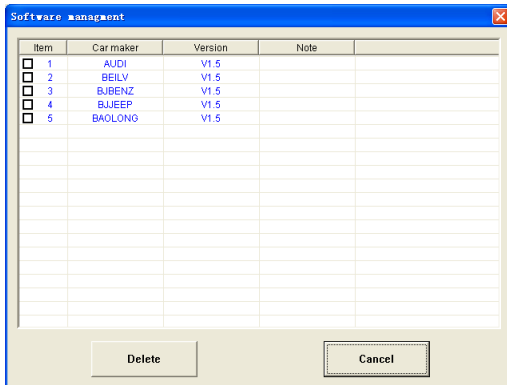 Software managment
Item Car maker Version Note
1 AUDI V1.5
2 BEILV V1.5
3 BJBENZ V1.5
4 BJJEEP V1.5
5 BAOLONG V1.5
Delete Cancel